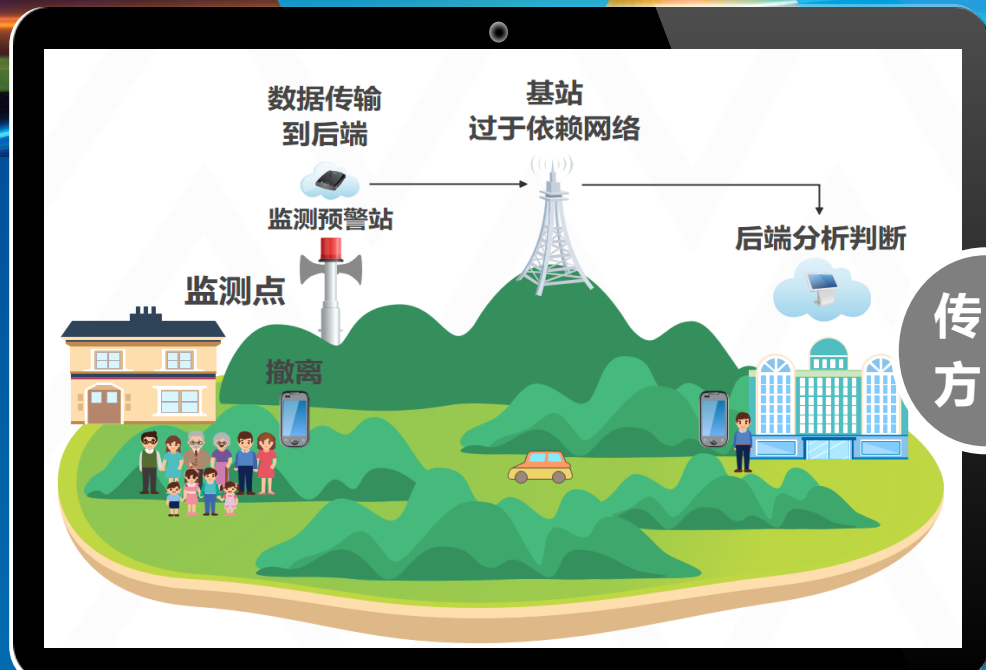 数据传输
到后端
基站
过于依赖网络
监测预警站
后端分析判断
监测点
撤离
传
方